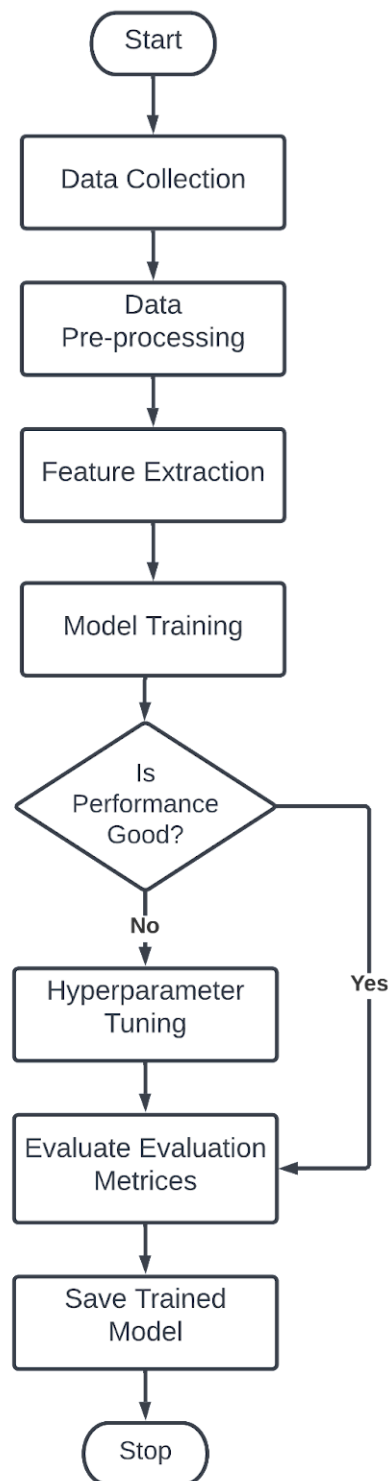 Start
Data Collection
Data
Pre-processing
Feature Extraction
Model Training
Is
Performance
Good?
No
Hyperparameter
Tuning
Yes
Evaluate Evaluation
Metrices
Save Trained
Model
Stop